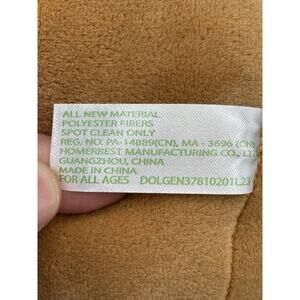 ALL NEW MATERIAL
POLYESTER FIBERS
SPOT CLEAN ONLY
REG. NO. PA-14889(CN), MA - 3696 (CN)
HOMERBEST MANUFACTURING CO., LT
GUANGZHOU, CHINA
MADE IN CHINA
FOR ALL AGES DOLGEN37810201L23